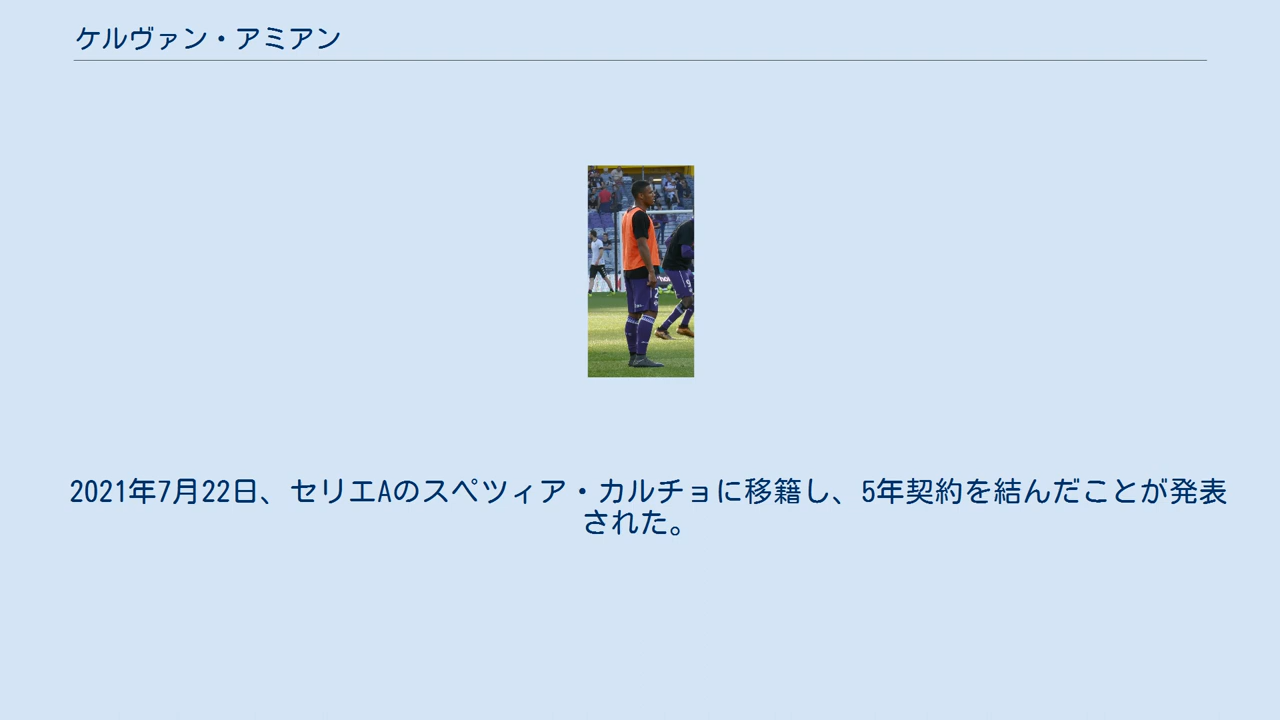 ケルヴァン・アミアン
2021年7月22日、セリエAのスペツィア・カルチョに移籍し、5年契約を結んだことが発表
された。